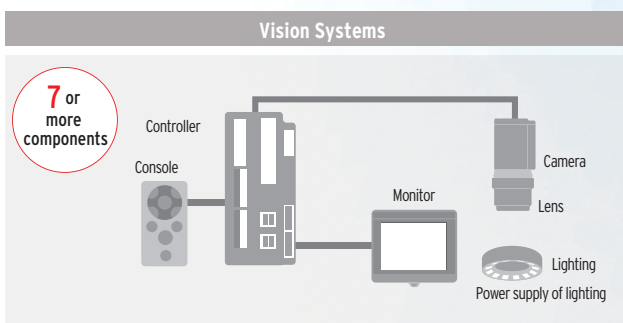 Vision Systems
7 or
more
components
Controller
Console
Monitor
Camera
Lens
Lighting
Power supply of lighting